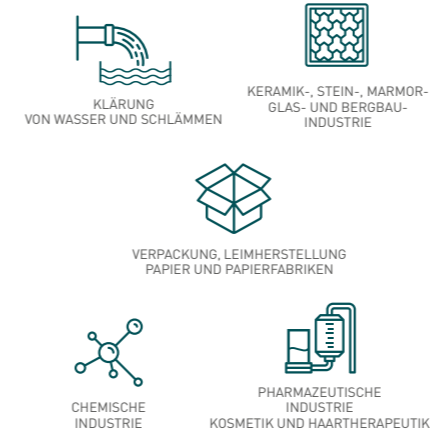 KLÄRUNG
VON WASSER UND SCHLÄMMEN
KERAMIK-, STEIN-, MARMOR-
GLAS- UND BERGBAU-
INDUSTRIE
VERPACKUNG, LEIMHERSTELLUNG
PAPIER UND PAPIERFABRIKEN
CHEMISCHE
INDUSTRIE
PHARMAZEUTISCHE
INDUSTRIE
KOSMETIK UND HAARTHERAPEUTIK